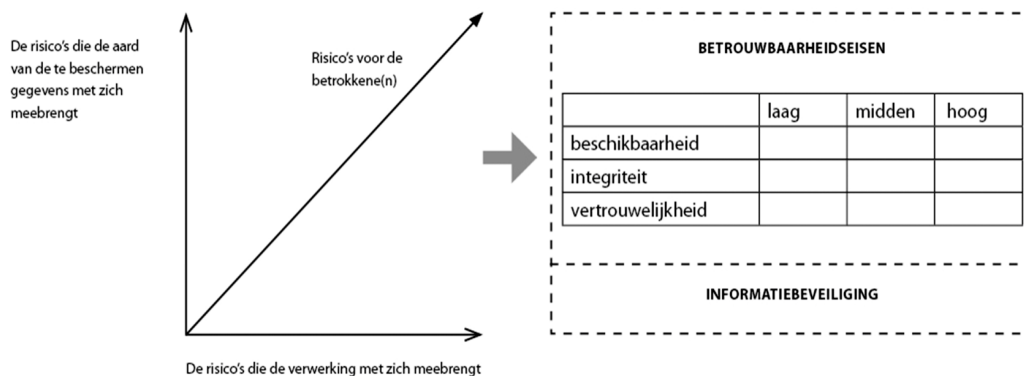 De risico's die de aard
van de te beschermen
gegevens met zich
meebrengt
Risico's voor de
betrokkene(n)
De risico's die de verwerking met zich meebrengt
BETROUWBAARHEIDSEISEN
laag midden hoog
beschikbaarheid
integriteit
vertrouwelijkheid
INFORMATIEBEVEILIGING